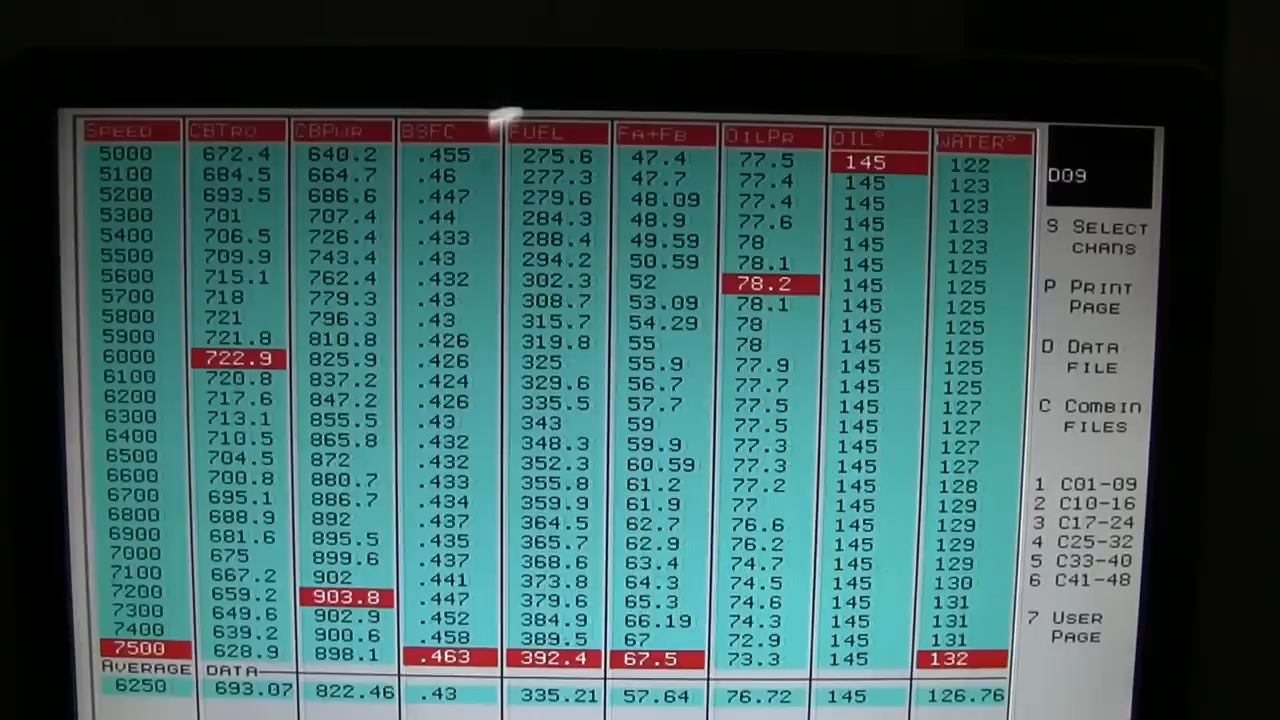 SPEED CBTRQ CBPWR BSFC FUEL FA+FB OILPR OIL° WATER°
5000 672.4 640.2 .455 275.6 47.4 77.5 145 122
5100 684.5 664.7 .46 277.3 47.7 77.4 145 123
5200 693.5 686.6 .447 279.6 48.09 77.4 145 123
5300 701 707.4 .44 284.3 48.9 77.6 145 123
5400 706.5 726.4 .433 288.4 49.59 78 145 123
5500 709.9 743.4 .43 294.2 50.59 78.1 145 125
5600 715.1 762.4 .432 302.3 52 78.2 145 125
5700 718 779.3 .43 308.7 53.09 78.1 145 125
5800 721 796.3 .43 315.7 54.29 78 145 125
5900 721.8 810.8 .426 319.8 55 78 145 125
6000 722.9 825.9 .426 325 55.9 77.9 145 125
6100 720.8 837.2 .424 329.6 56.7 77.7 145 125
6200 717.6 847.2 .426 335.5 57.7 77.5 145 127
6300 713.1 855.5 .43 343 59 77.5 145 127
6400 710.5 865.8 .432 348.3 59.9 77.3 145 127
6500 704.5 872 .432 352.3 60.59 77.3 145 127
6600 700.8 880.7 .433 355.8 61.2 77.2 145 128
6700 695.1 886.7 .434 359.9 61.9 77 145 129
6800 688.9 892 .437 364.5 62.7 76.6 145 129
6900 681.6 895.5 .435 365.7 62.9 76.2 145 129
7000 675 899.6 .437 368.6 63.4 74.7 145 129
7100 667.2 902 .441 373.8 64.3 74.5 145 130
7200 659.2 903.8 .447 379.6 65.3 74.6 145 131
7300 649.6 902.9 .452 384.9 66.19 74.3 145 131
7400 639.2 900.6 .458 389.5 67 72.9 145 131
7500 628.9 898.1 .463 392.4 67.5 73.3 145 132
AVERAGE DATA
6250 693.07 822.46 .43 335.21 57.64 76.72 145 126.76
D09
S SELECT
CHANS
P PRINT
PAGE
D DATA
FILE
C COMBIN
FILES
1 C01-09
2 C10-16
3 C17-24
4 C25-32
5 C33-40
6 C41-48
7 USER
PAGE